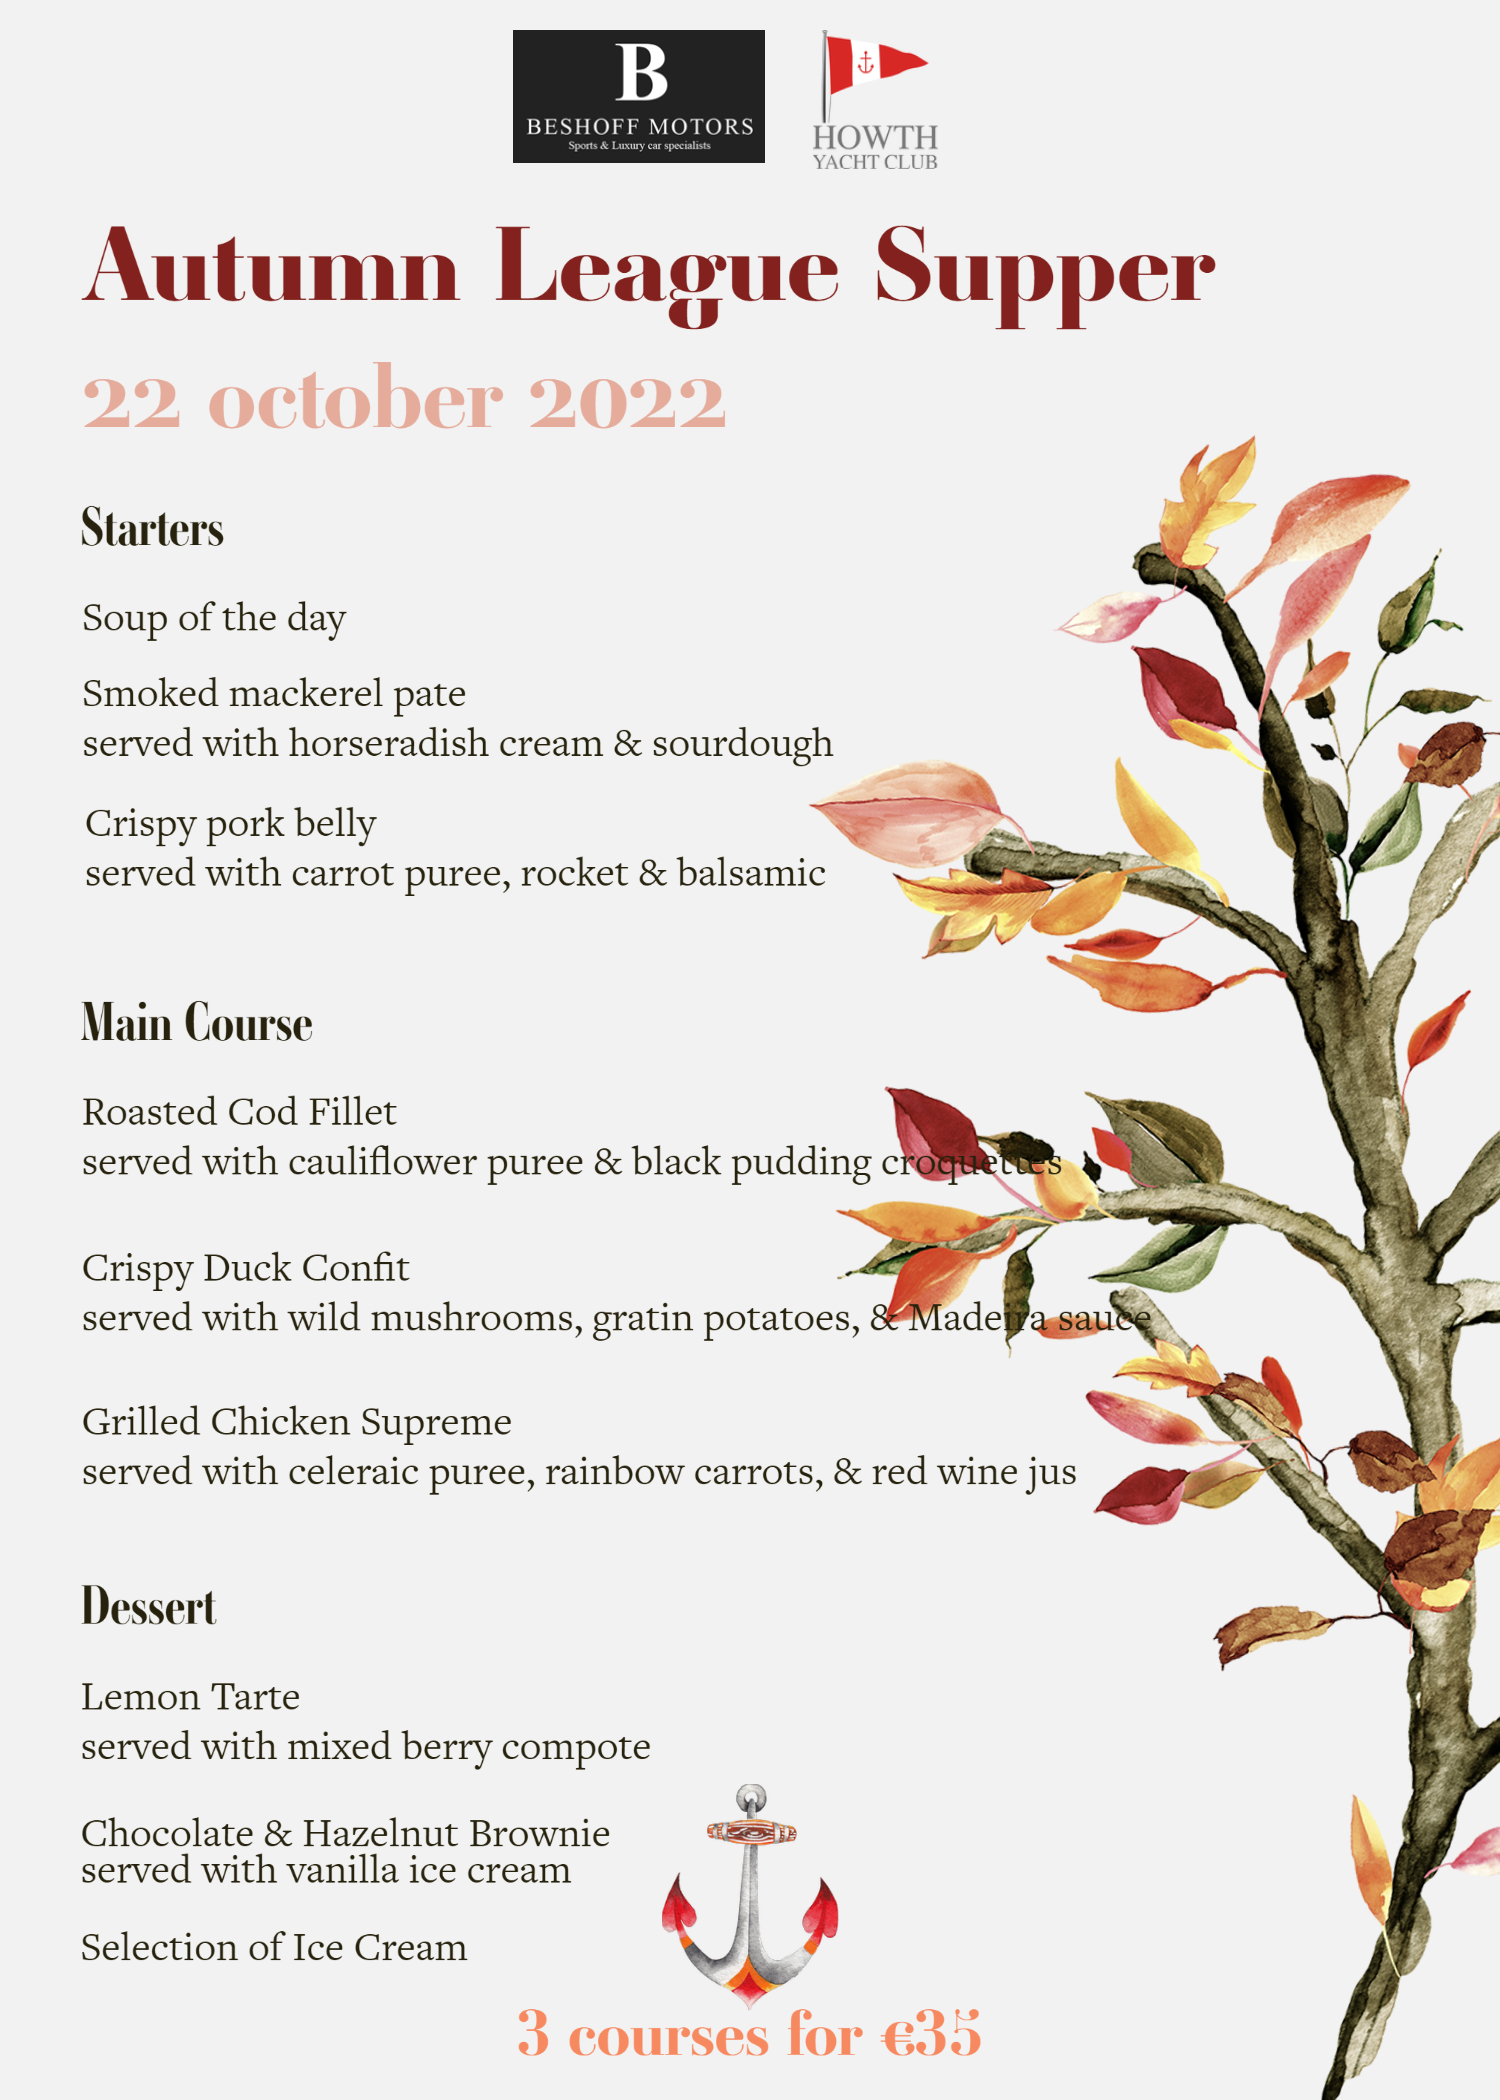 B
BESHOFF MOTORS
Sports & Luxury car specialists
HOWTH
YACHT CLUB
Autumn League Supper
22 october 2022
Starters
Soup of the day
Smoked mackerel pate
served with horseradish cream & sourdough
Crispy pork belly
served with carrot puree, rocket & balsamic
Main Course
Roasted Cod Fillet
served with cauliflower puree & black pudding croquettes
Crispy Duck Confit
served with wild mushrooms, gratin potatoes, & Madeira sauce
Grilled Chicken Supreme
served with celeraic puree, rainbow carrots, & red wine jus
Dessert
Lemon Tarte
served with mixed berry compote
Chocolate & Hazelnut Brownie
served with vanilla ice cream
Selection of Ice Cream
3 courses for €35